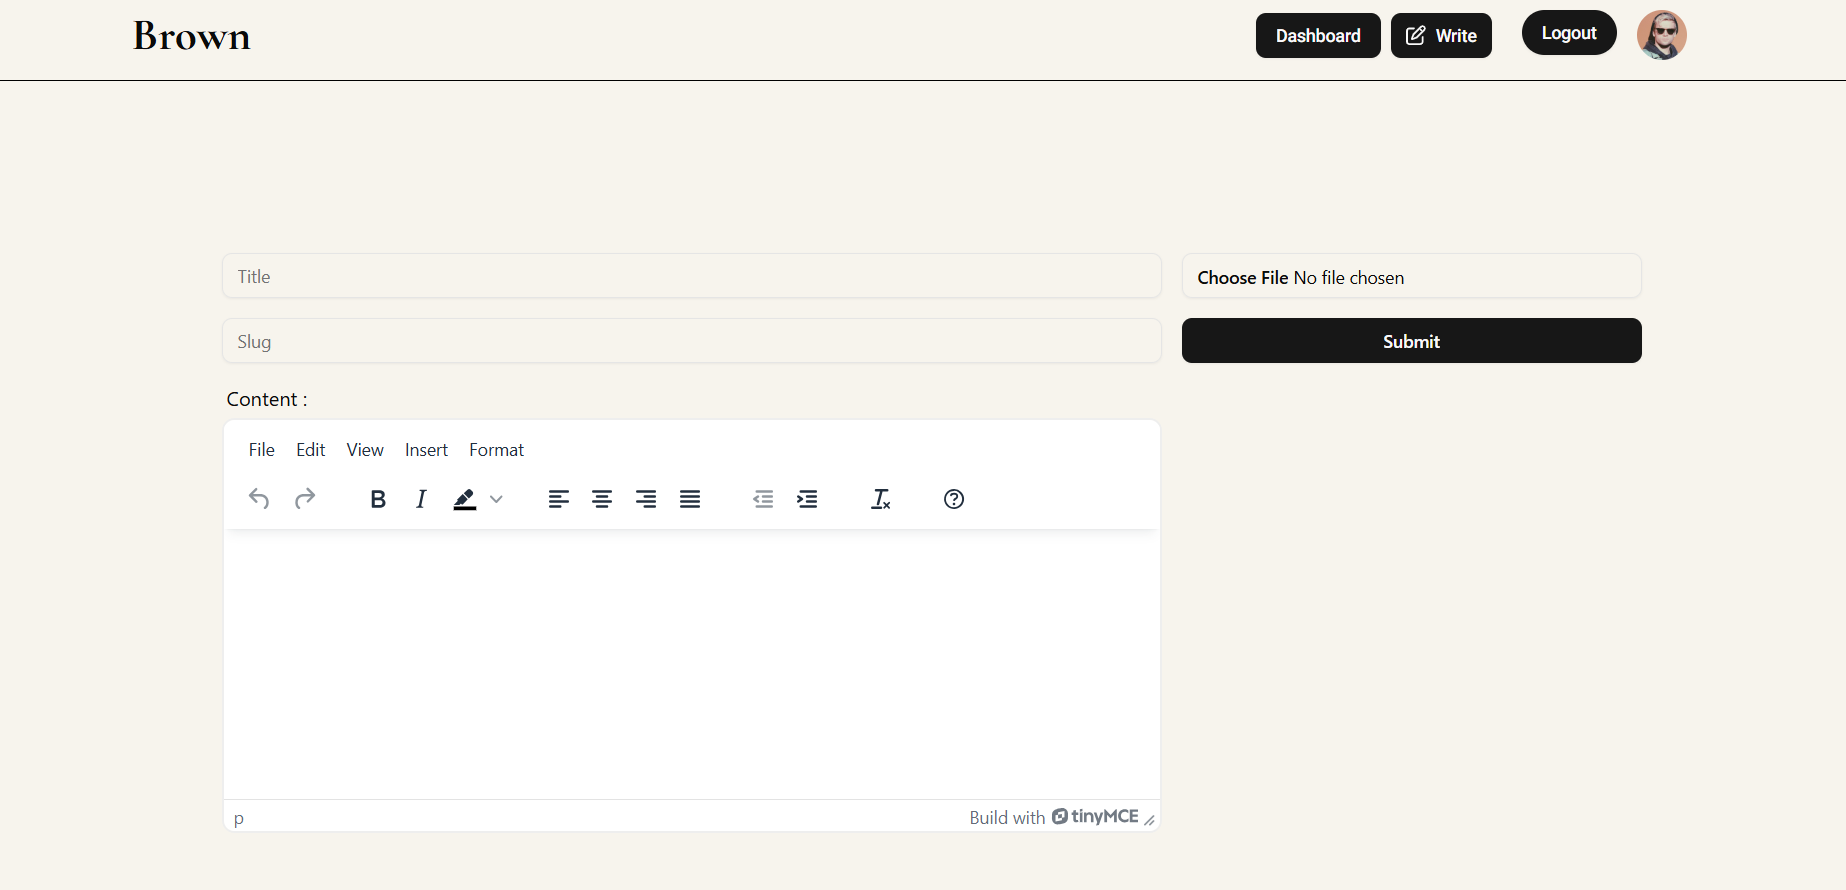 Brown
Dashboard
Write
Logout
Title
Choose File No file chosen
Slug
Submit
Content :
File Edit View Insert Format
p
Build with tinyMCE